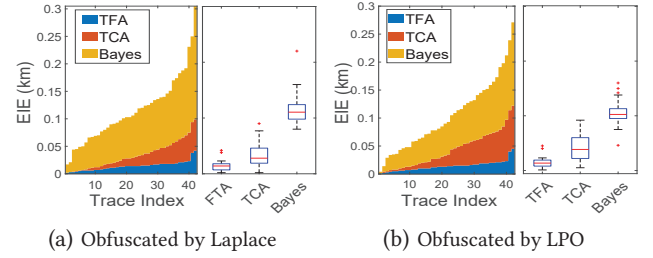 0.3
0.25
0.2
0.15
0.1
0.05
0
EIE (km)
TFA
TCA
Bayes
10 20 30 40
Trace Index
FTA TCA Bayes
(a) Obfuscated by Laplace
0.3
0.25
0.2
0.15
0.1
0.05
0
EIE (km)
TFA
TCA
Bayes
10 20 30 40
Trace Index
TFA TCA Bayes
(b) Obfuscated by LPO